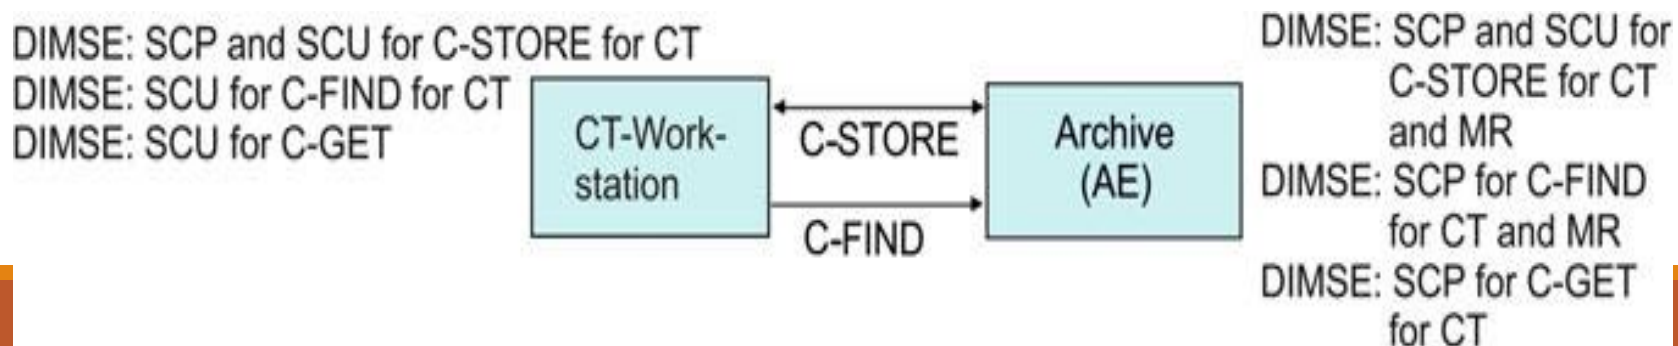 DIMSE: SCP and SCU for C-STORE for CT
DIMSE: SCU for C-FIND for CT
DIMSE: SCU for C-GET
CT-Work-
station
C-STORE
C-FIND
Archive
(AE)
DIMSE: SCP and SCU for
C-STORE for CT
and MR
DIMSE: SCP for C-FIND
for CT and MR
DIMSE: SCP for C-GET
for CT